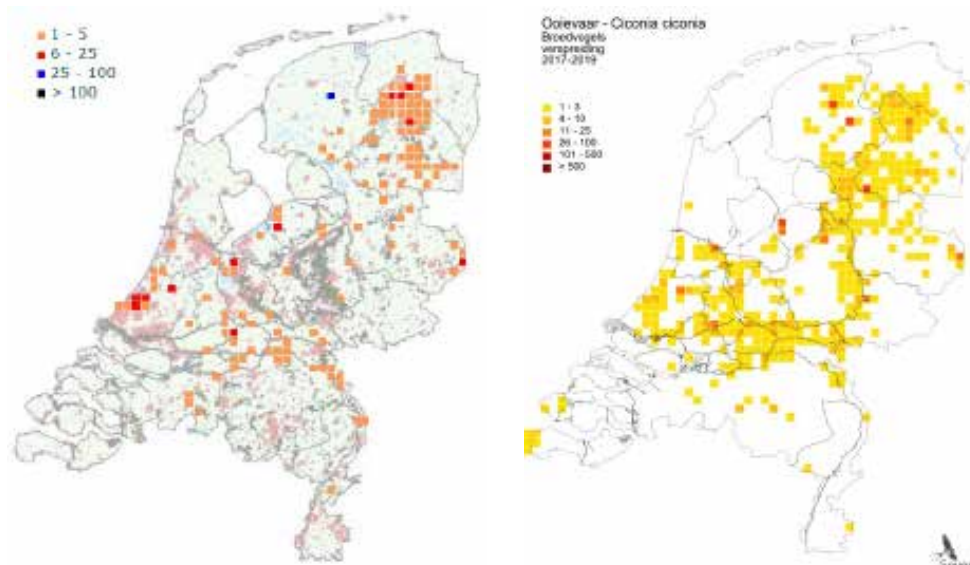 1 - 5
6 - 25
25 - 100
> 100
Ooievaar - Ciconia ciconia
Broedvogels
verspreiding
2017-2019
1 - 3
4 - 10
11 - 25
26 - 100
101 - 500
> 500